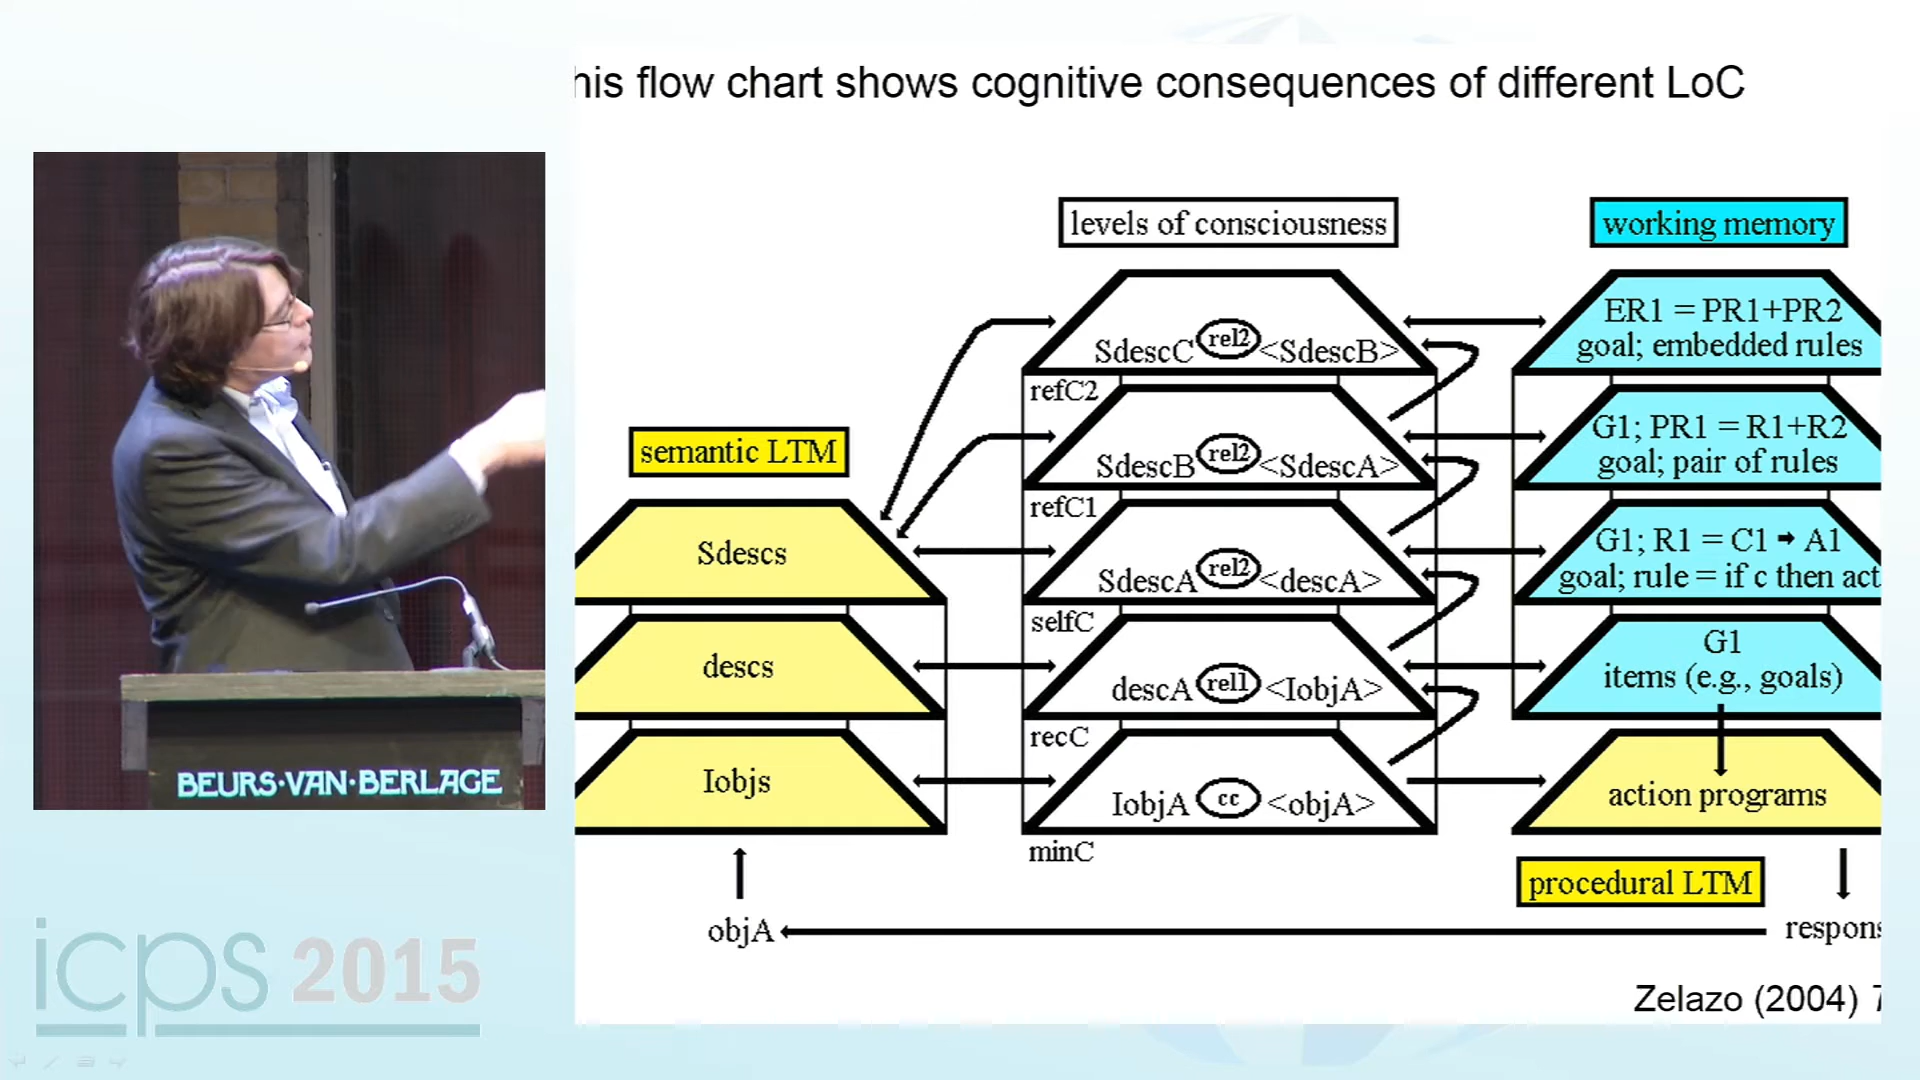 his flow chart shows cognitive consequences of different LoC
levels of consciousness
working memory
SdescC rel2 <SdescB>
ER1 = PR1+PR2
goal; embedded rules
refC2
semantic LTM
SdescB rel2 <SdescA>
G1; PR1 = R1+R2
goal; pair of rules
refC1
Sdescs
SdescA rel2 <descA>
G1; R1 = C1 → A1
goal; rule = if c then act
selfC
descs
descA rel1 <IobjA>
G1
items (e.g., goals)
recC
Iobjs
IobjA cc <objA>
action programs
minC
procedural LTM
objA
respons
Zelazo (2004)
BEURS·VAN·BERLAGE
icps 2015